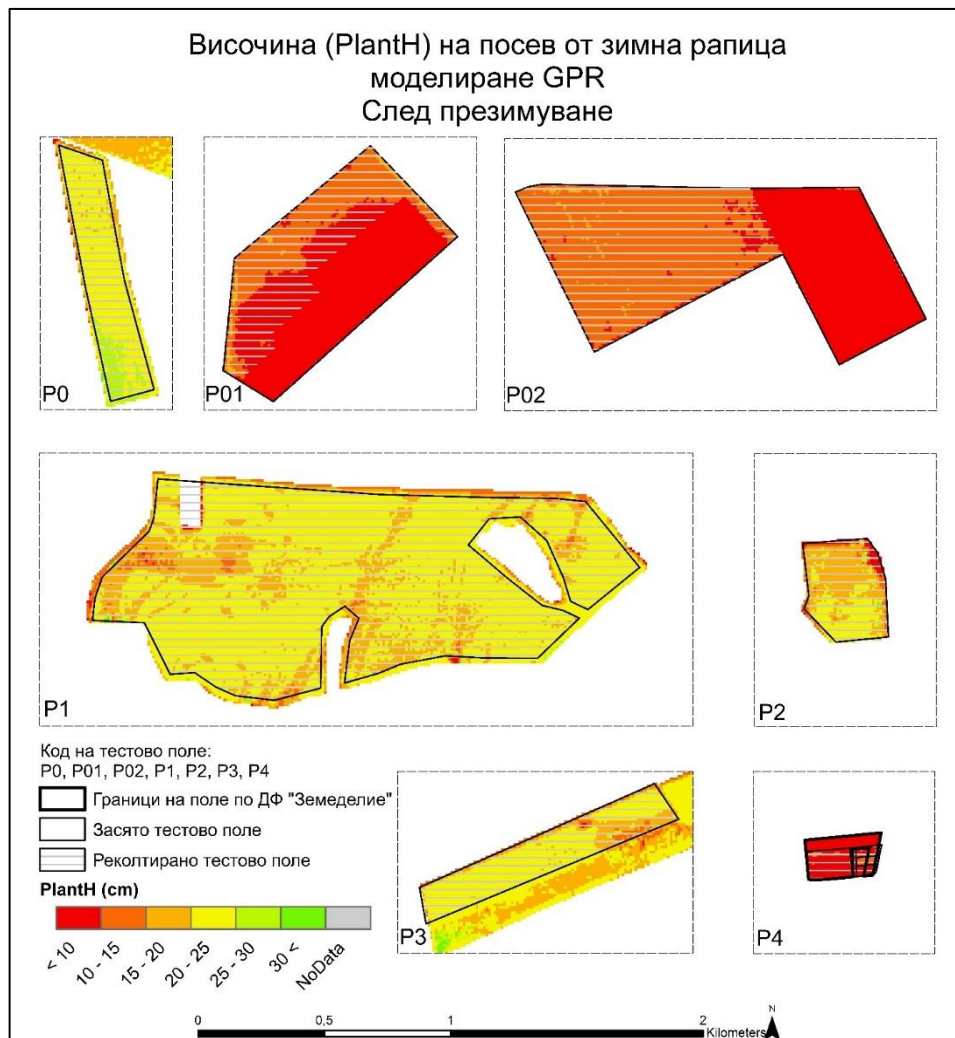 Височина (PlantH) на посев от зимна рапица
моделиране GPR
След презимуване
P0
P01
P02
P1
P2
Код на тестово поле:
P0, P01, P02, P1, P2, P3, P4
Граници на поле по ДФ "Земеделие"
Засято тестово поле
Реколтирано тестово поле
PlantH (cm)
< 10
10 - 15
15 - 20
20 - 25
25 - 30
30 <
NoData
P3
P4
0
0,5
1
2
Kilometers
N